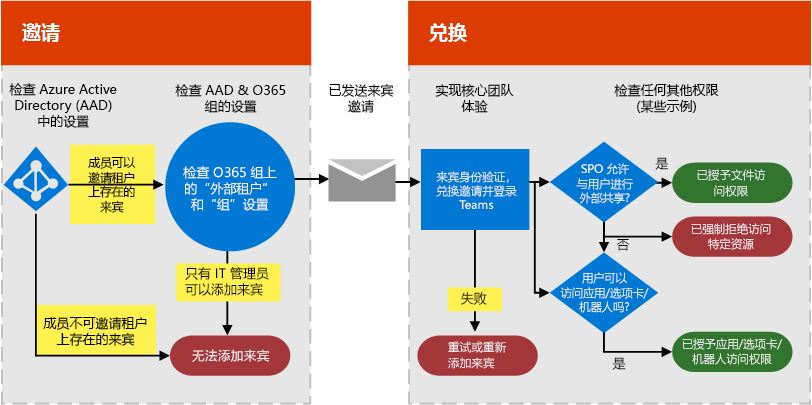 邀请
兑换
检查 Azure Active
Directory (AAD)
中的设置
检查 AAD & O365
组的设置
已发送来宾
邀请
实现核心团队
体验
检查任何其他权限
(某些示例)
成员可以
邀请租户
上存在的
来宾
检查 O365 组上
的“外部租户”
和“组”设置
来宾身份验证，
兑换邀请并登录
Teams
SPO 允许
与用户进行
外部共享?
是
已授予文件访
问权限
否
已强制拒绝访问
特定资源
只有 IT 管理员
可以添加来宾
失败
用户可以
访问应用/选项卡/
机器人吗?
成员不可邀请租户
上存在的来宾
无法添加来宾
重试或重新
添加来宾
是
已授予应用/选项卡/
机器人访问权限